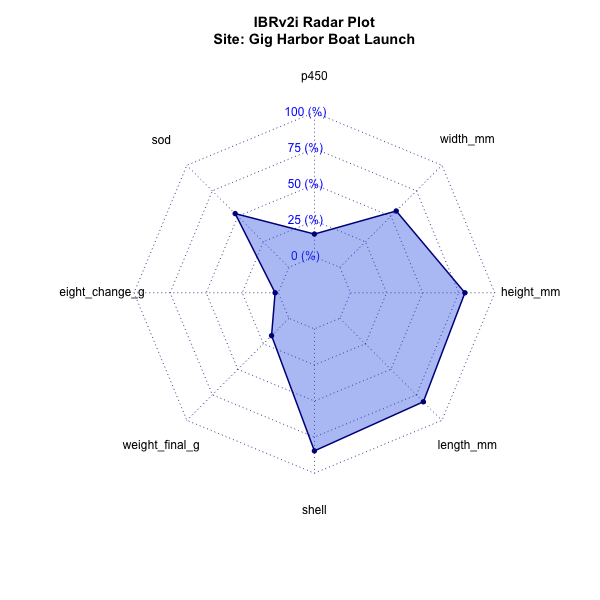 IBRv2i Radar Plot
Site: Gig Harbor Boat Launch
p450
100 (%)
sod
width_mm
75 (%)
50 (%)
25 (%)
0 (%)
eight_change_g
height_mm
weight_final_g
length_mm
shell